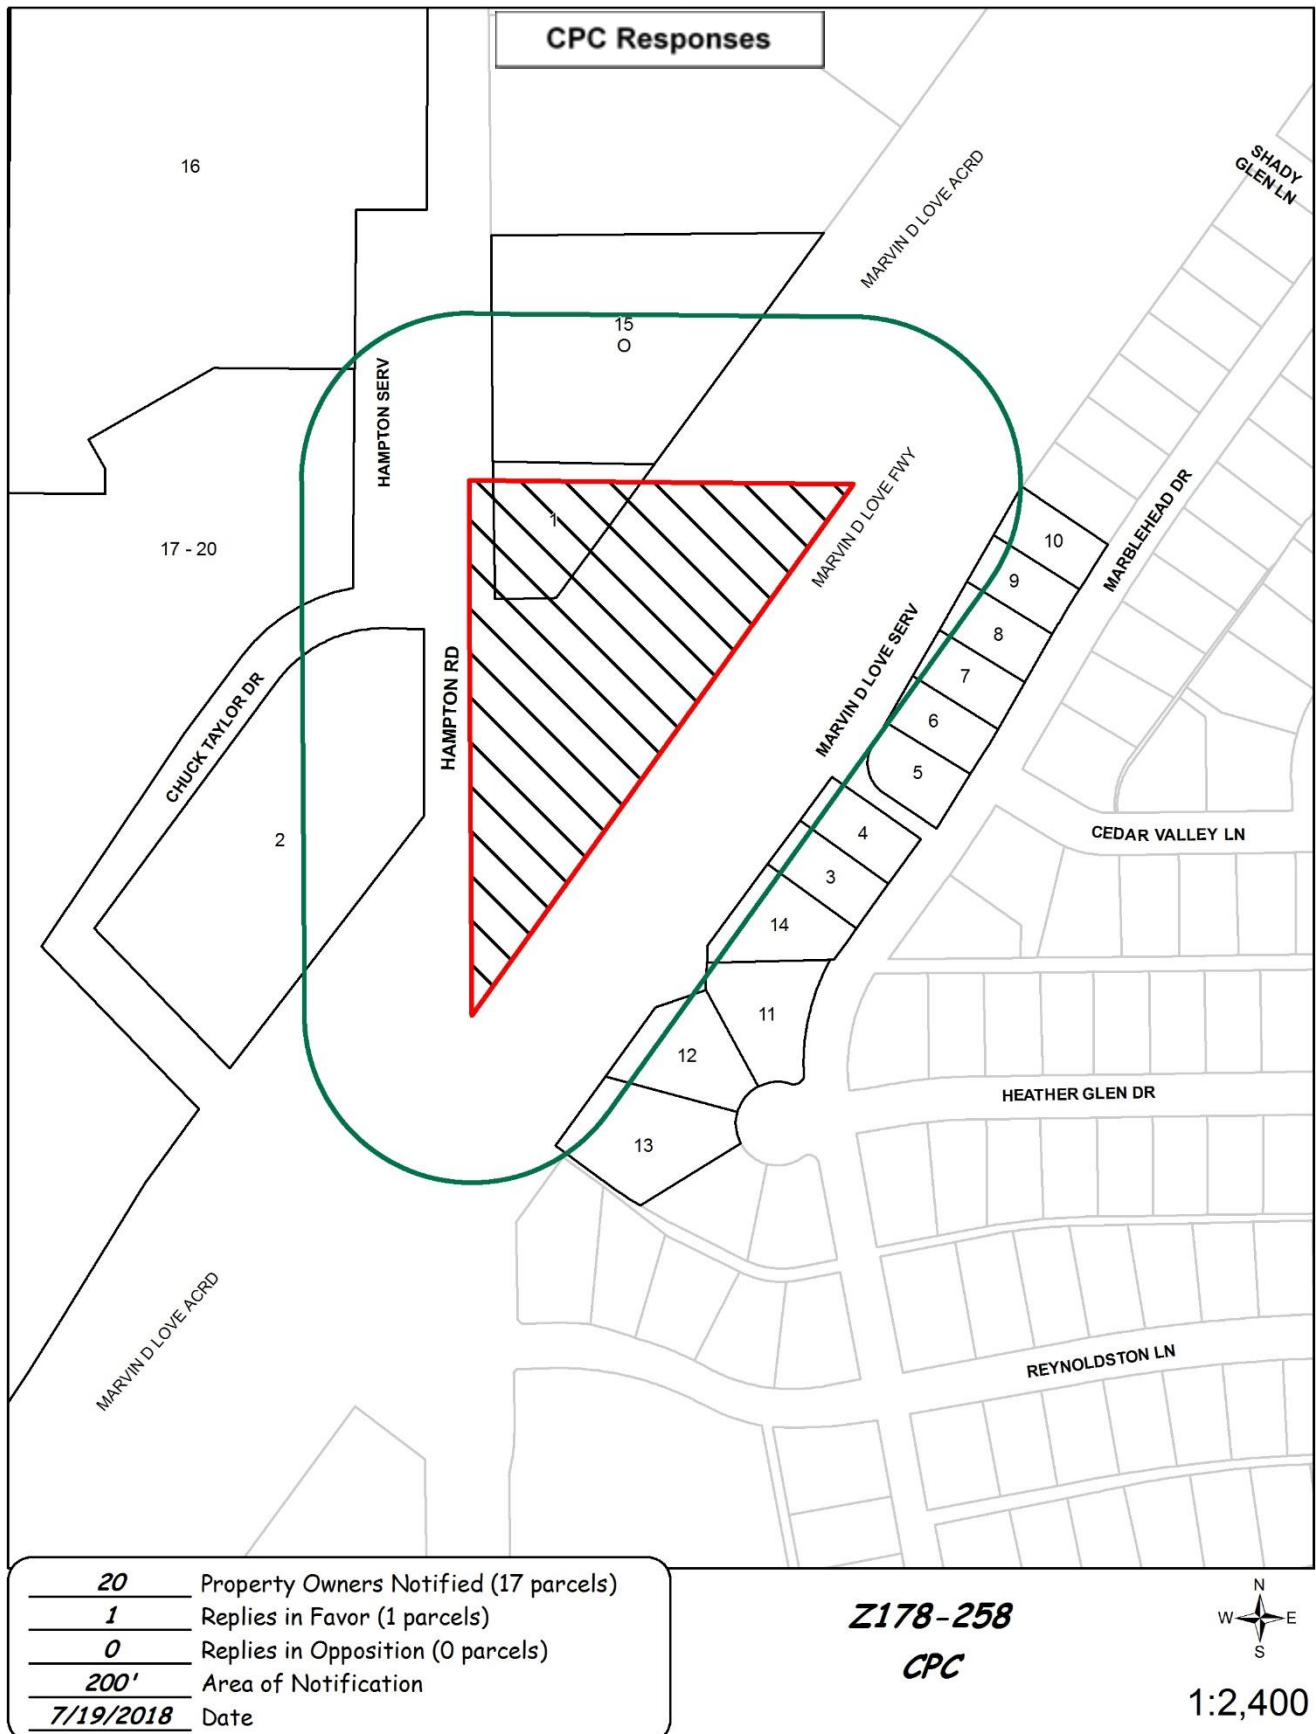 CPC Responses
16
SHADY
GLEN LN
MARVIN D LOVE ACRD
15
O
HAMPTON SERV
MARVIN D LOVE FWY
MARBLEHEAD DR
1
10
17 - 20
9
8
MARVIN D LOVE SERV
HAMPTON RD
7
CHUCK TAYLOR DR
6
5
2
4
CEDAR VALLEY LN
3
14
11
12
HEATHER GLEN DR
13
MARVIN D LOVE ACRD
REYNOLDSTON LN
20 Property Owners Notified (17 parcels)
1 Replies in Favor (1 parcels)
0 Replies in Opposition (0 parcels)
200' Area of Notification
7/19/2018 Date
Z178-258
CPC
N
W E
S
1:2,400